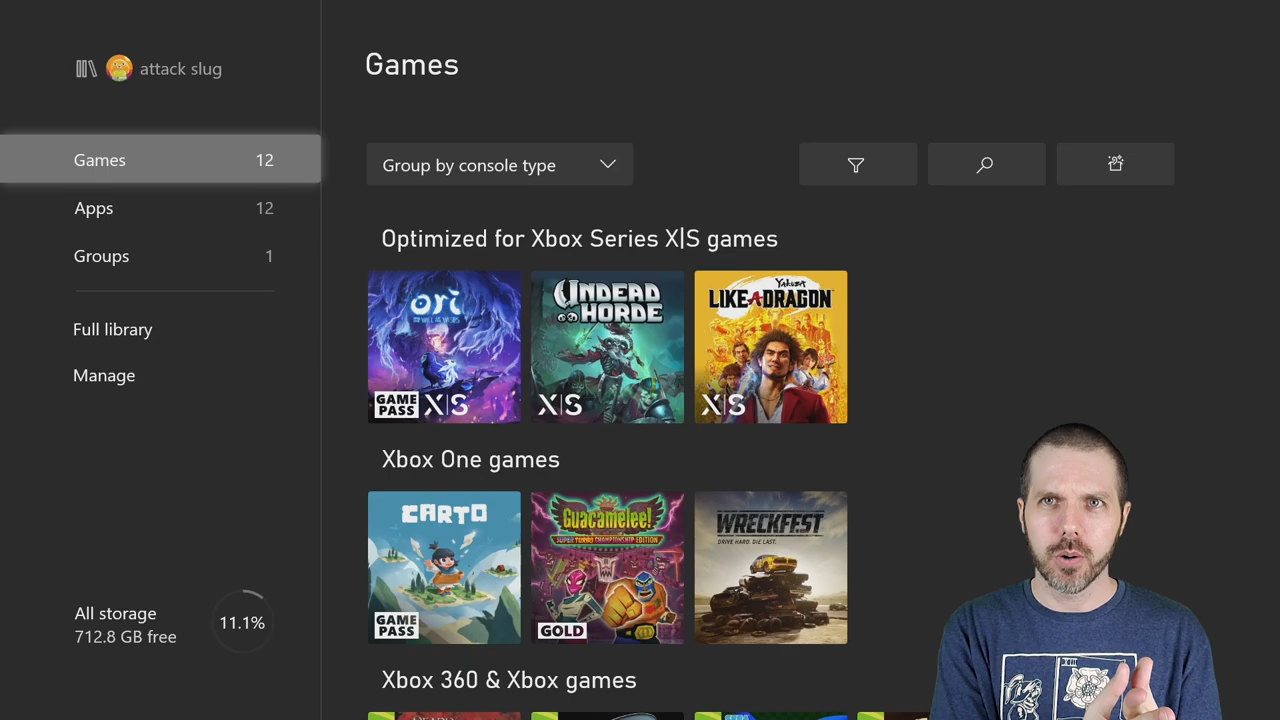 attack slug
Games
Games 12
Apps 12
Groups 1
Full library
Manage
All storage
712.8 GB free
11.1%
Group by console type
Optimized for Xbox Series X|S games
ori
GAME
PASS
X|S
UNDEAD
HORDE
X|S
Yakuza
LIKE A DRAGON
X|S
Xbox One games
CARTO
GAME
PASS
Guacamelee!
SUPER TURBO CHAMPIONSHIP EDITION
GOLD
WRECKFEST
DRIVE HARD. DIE LAST.
Xbox 360 & Xbox games
XIII